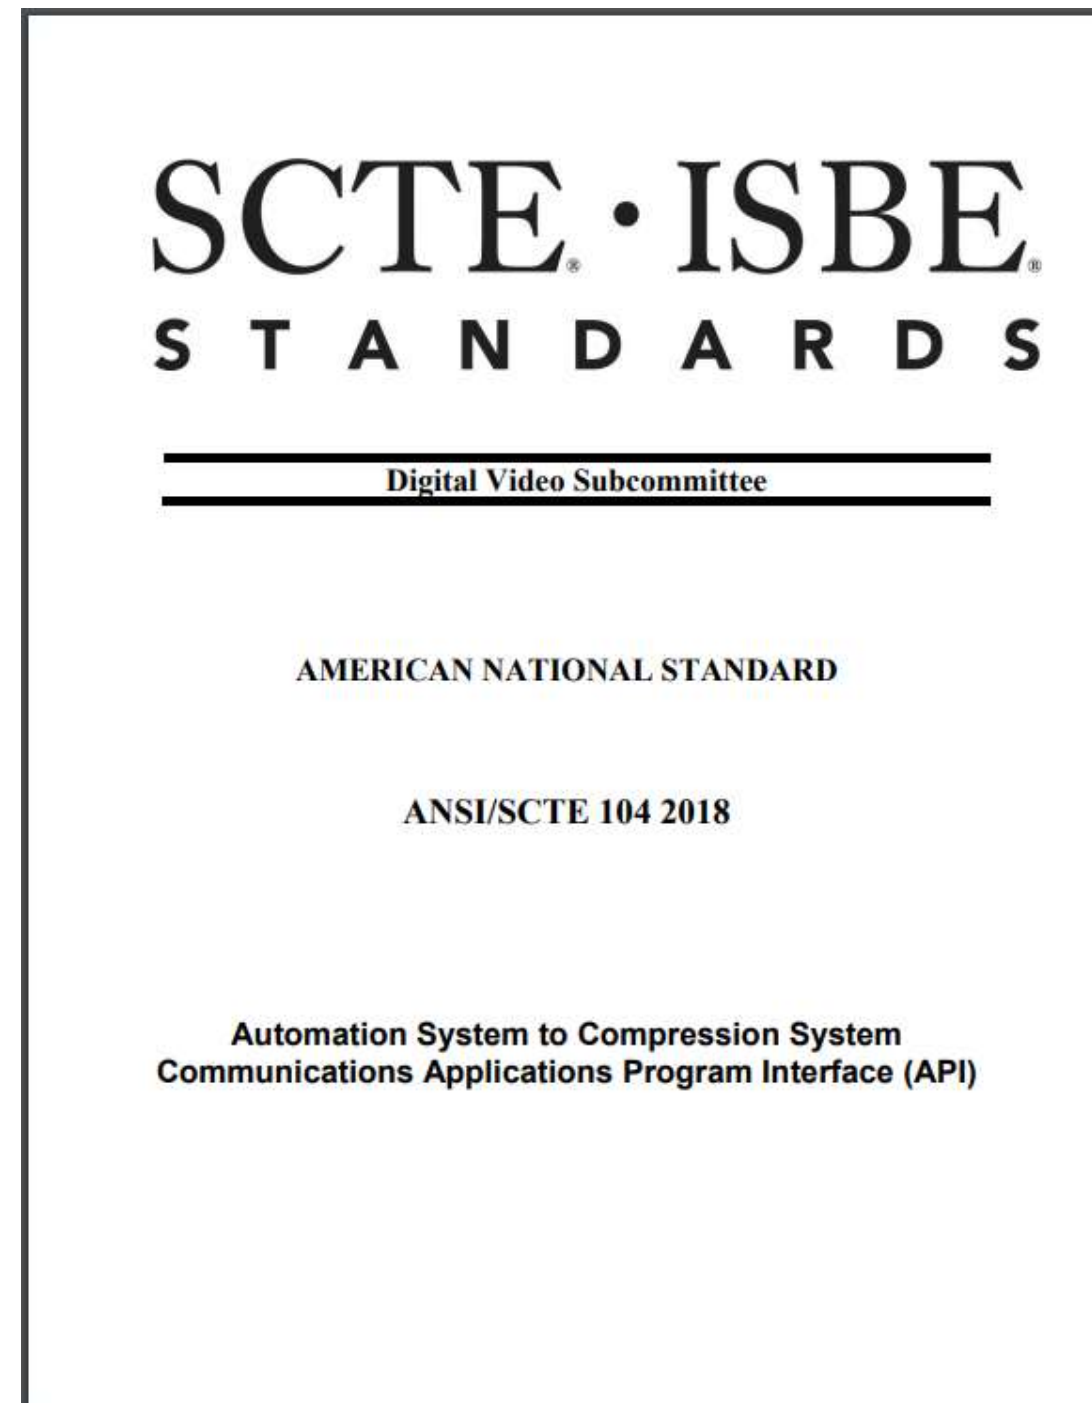 SCTE® · ISBE®
STANDARDS
Digital Video Subcommittee
AMERICAN NATIONAL STANDARD
ANSI/SCTE 104 2018
Automation System to Compression System
Communications Applications Program Interface (API)